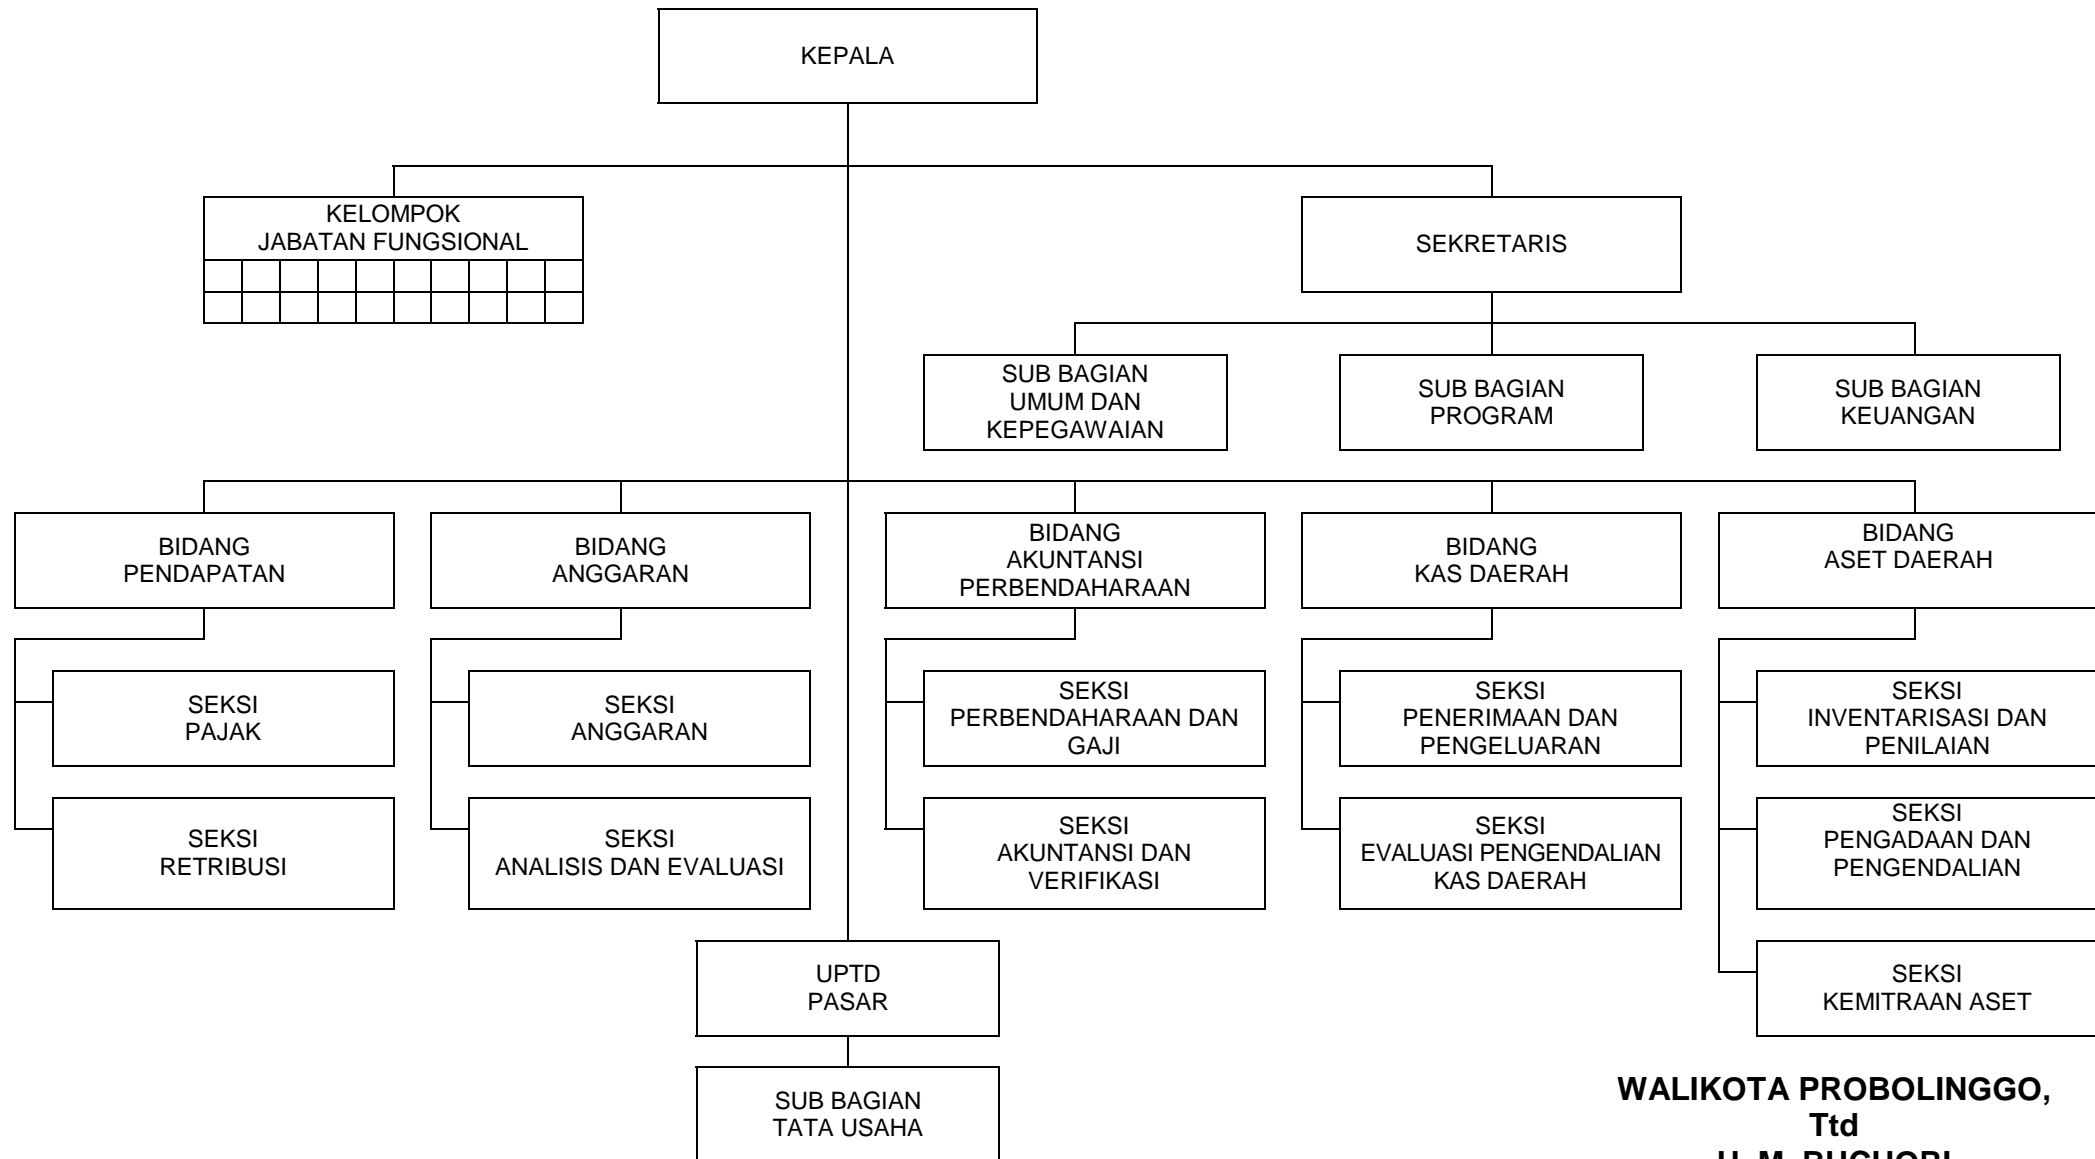 KEPALA
KELOMPOK
JABATAN FUNGSIONAL
SEKRETARIS
SUB BAGIAN
UMUM DAN
KEPEGAWAIAN
SUB BAGIAN
PROGRAM
SUB BAGIAN
KEUANGAN
BIDANG
PENDAPATAN
BIDANG
ANGGARAN
BIDANG
AKUNTANSI
PERBENDAHARAAN
BIDANG
KAS DAERAH
BIDANG
ASET DAERAH
SEKSI
PAJAK
SEKSI
ANGGARAN
SEKSI
PERBENDAHARAAN DAN
GAJI
SEKSI
PENERIMAAN DAN
PENGELUARAN
SEKSI
INVENTARISASI DAN
PENILAIAN
SEKSI
RETRIBUSI
SEKSI
ANALISIS DAN EVALUASI
SEKSI
AKUNTANSI DAN
VERIFIKASI
SEKSI
EVALUASI PENGENDALIAN
KAS DAERAH
SEKSI
PENGADAAN DAN
PENGENDALIAN
UPTD
PASAR
SEKSI
KEMITRAAN ASET
SUB BAGIAN
TATA USAHA
WALIKOTA PROBOLINGGO,
Ttd
H. M. BUCHORI